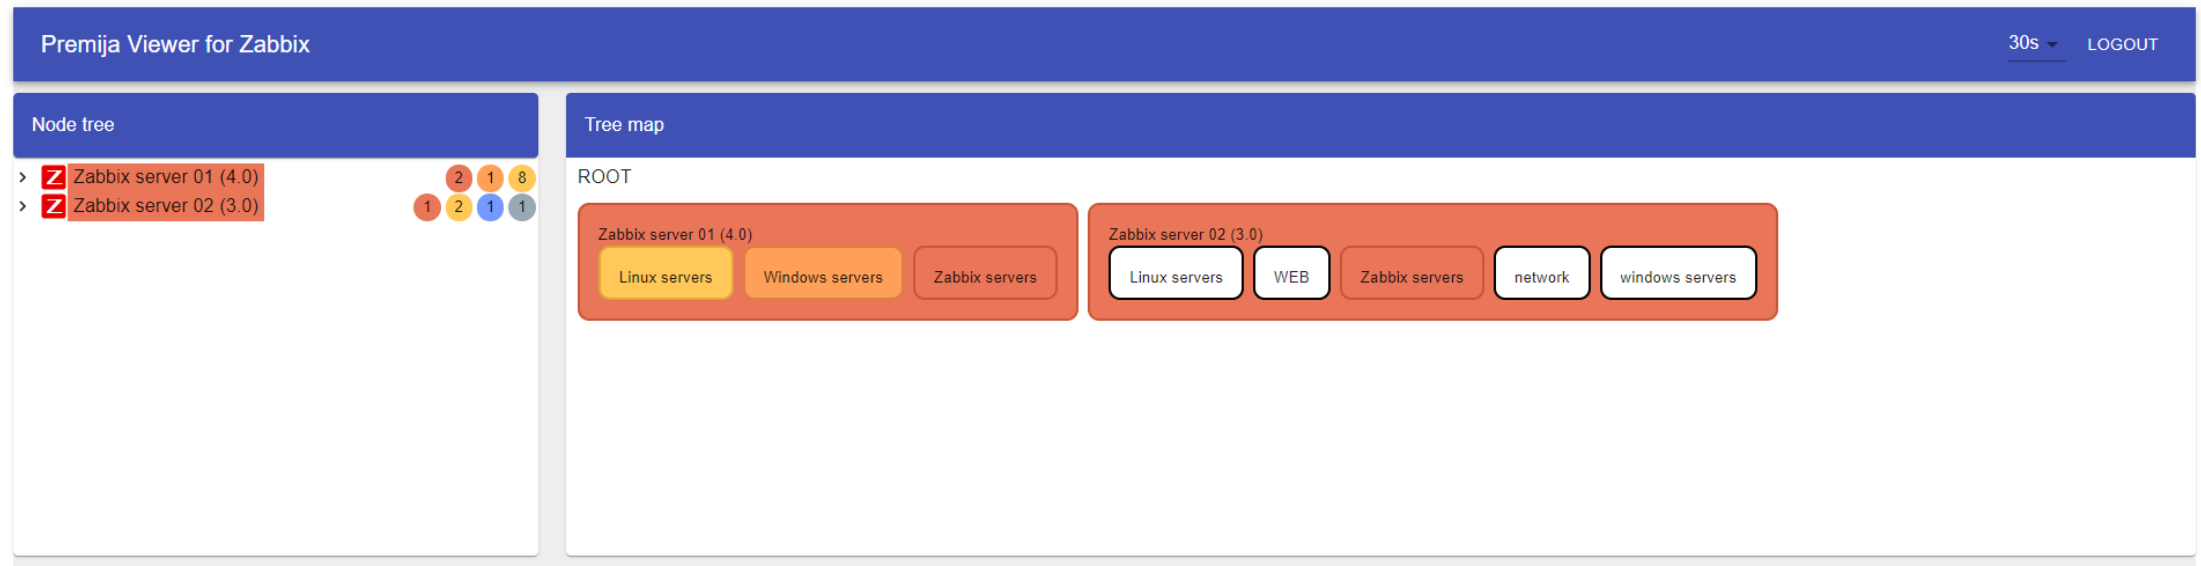 Premija Viewer for Zabbix
30s
LOGOUT
Node tree
Z Zabbix server 01 (4.0) 2 1 8
Z Zabbix server 02 (3.0) 1 2 1 1
Tree map
ROOT
Zabbix server 01 (4.0)
Linux servers
Windows servers
Zabbix servers
Zabbix server 02 (3.0)
Linux servers
WEB
Zabbix servers
network
windows servers